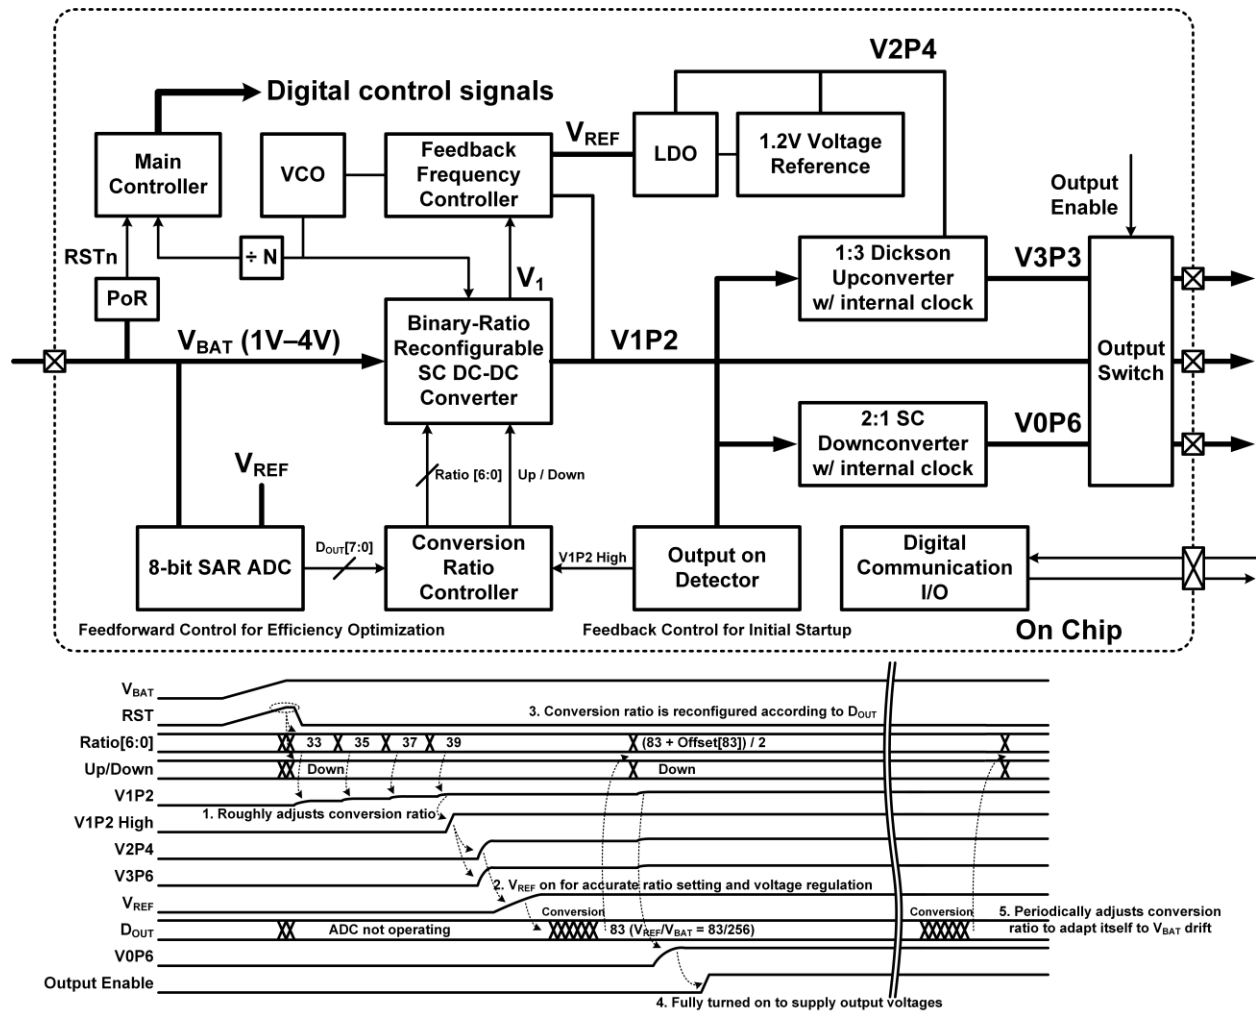 V2P4
Digital control signals
Main
Controller
VCO
Feedback
Frequency
Controller
VREF
LDO
1.2V Voltage
Reference
Output
Enable
RSTn
÷ N
V1
PoR
VBAT (1V–4V)
Binary-Ratio
Reconfigurable
SC DC-DC
Converter
V1P2
1:3 Dickson
Upconverter
w/ internal clock
V3P3
Output
Switch
2:1 SC
Downconverter
w/ internal clock
V0P6
VREF
Ratio [6:0]
Up / Down
8-bit SAR ADC
DOUT[7:0]
Conversion
Ratio
Controller
V1P2 High
Output on
Detector
Digital
Communication
I/O
Feedforward Control for Efficiency Optimization
Feedback Control for Initial Startup
On Chip
VBAT
RST
3. Conversion ratio is reconfigured according to DOUT
Ratio[6:0]
33
35
37
39
(83 + Offset[83]) / 2
Up/Down
Down
Down
V1P2
1. Roughly adjusts conversion ratio
V1P2 High
V2P4
V3P6
2. VREF on for accurate ratio setting and voltage regulation
VREF
Conversion
Conversion
DOUT
ADC not operating
83 (VREF/VBAT = 83/256)
5. Periodically adjusts conversion
ratio to adapt itself to VBAT drift
V0P6
Output Enable
4. Fully turned on to supply output voltages